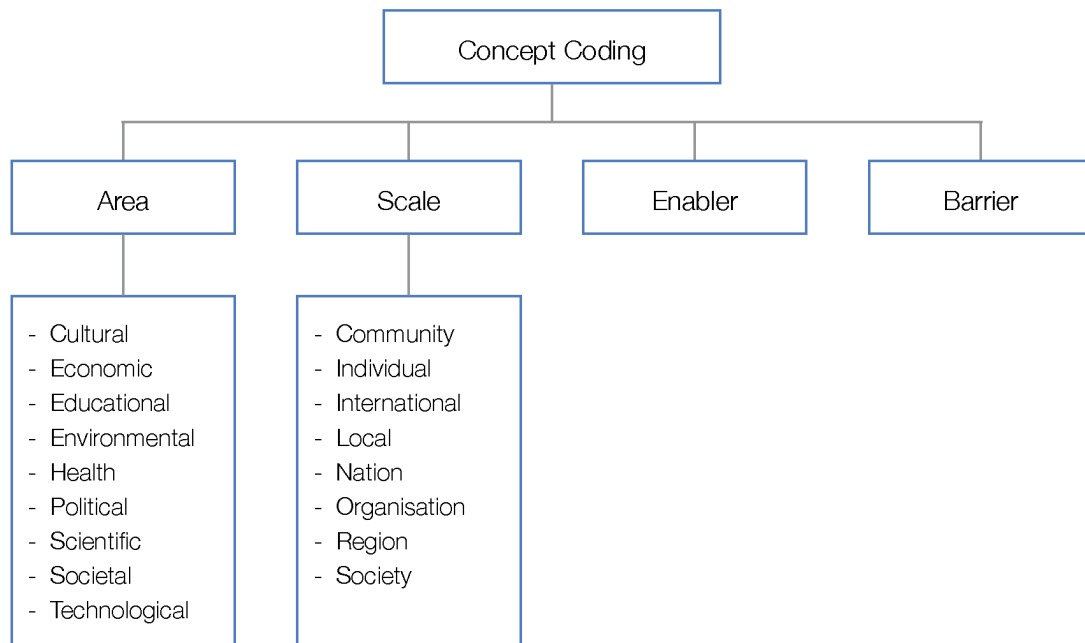 Concept Coding
Area
Scale
Enabler
Barrier
- Cultural
- Economic
- Educational
- Environmental
- Health
- Political
- Scientific
- Societal
- Technological
- Community
- Individual
- International
- Local
- Nation
- Organisation
- Region
- Society